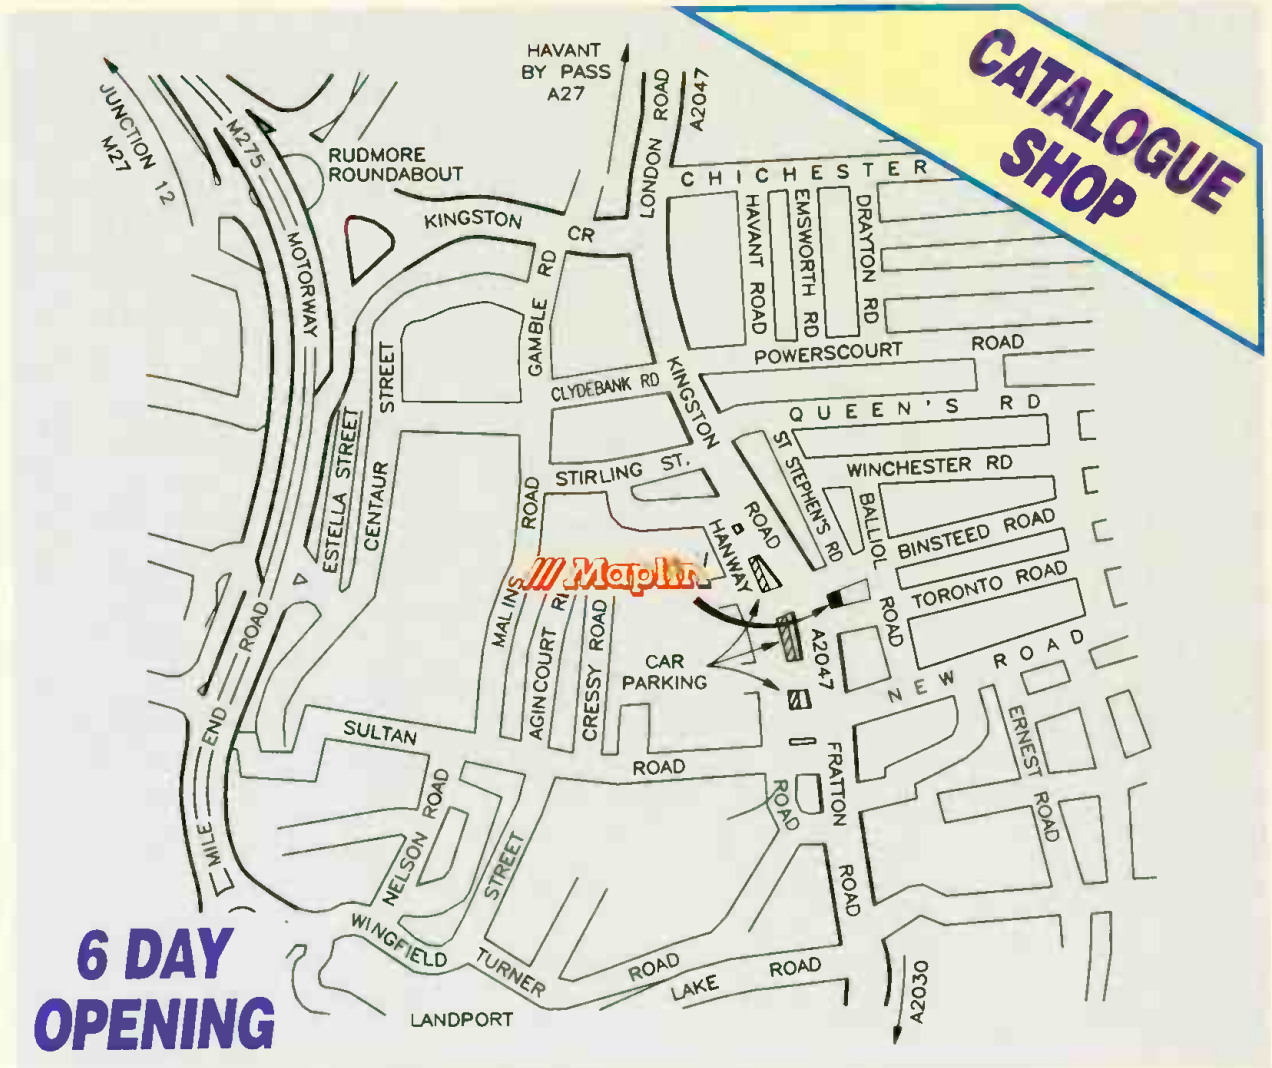 CATALOGUE
SHOP
HAVANT
BY PASS
A27
JUNCTION 12
M27
M275
MOTORWAY
RUDMORE
ROUNDABOUT
LONDON ROAD
A2047
CHICHESTER
KINGSTON CR
HAVANT ROAD
EMSWORTH RD
DRAYTON RD
GAMBLE RD
POWERSCOURT ROAD
CLYDEBANK RD
KINGSTON ROAD
QUEEN'S RD
ESTELLA STREET
CENTAUR STREET
STIRLING ST.
ST STEPHEN'S RD
WINCHESTER RD
BALLIOL ROAD
BINSTEED ROAD
TORONTO ROAD
HANWAY
Maplin
MALINS ROAD
AGINCOURT RD
CRESSY ROAD
CAR
PARKING
A2047
NEW ROAD
MILE END ROAD
SULTAN ROAD
ROAD
FRATTON ROAD
ERNEST ROAD
NELSON ROAD
STREET
WINGFIELD
TURNER ROAD
LAKE ROAD
LANDPORT
A2030
6 DAY
OPENING